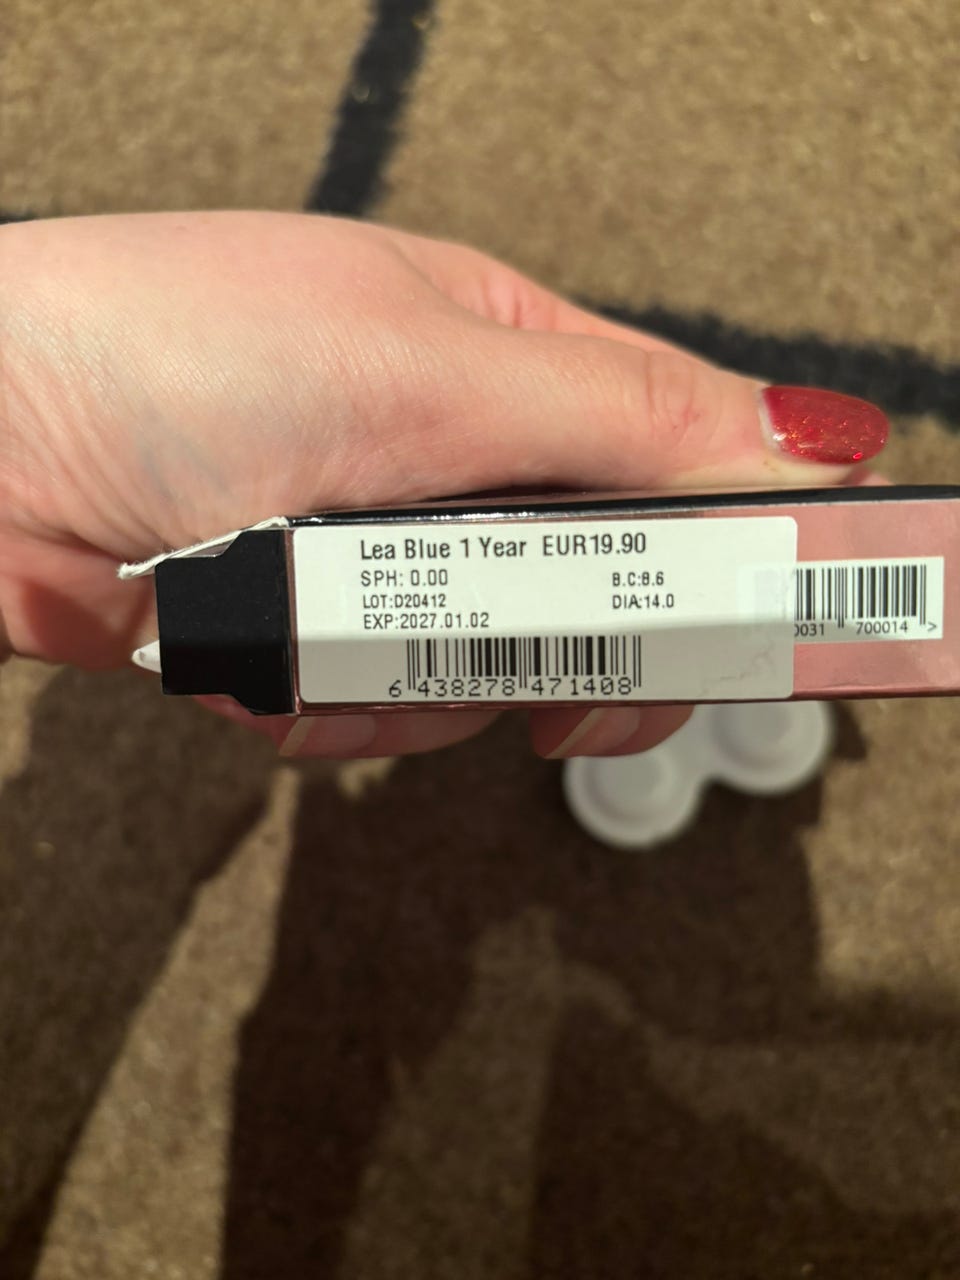 Lea Blue 1 Year EUR19.90
SPH: 0.00 B.C:8.6
LOT:D20412 DIA:14.0
EXP:2027.01.02
6 438278 471408
0031 700014 >